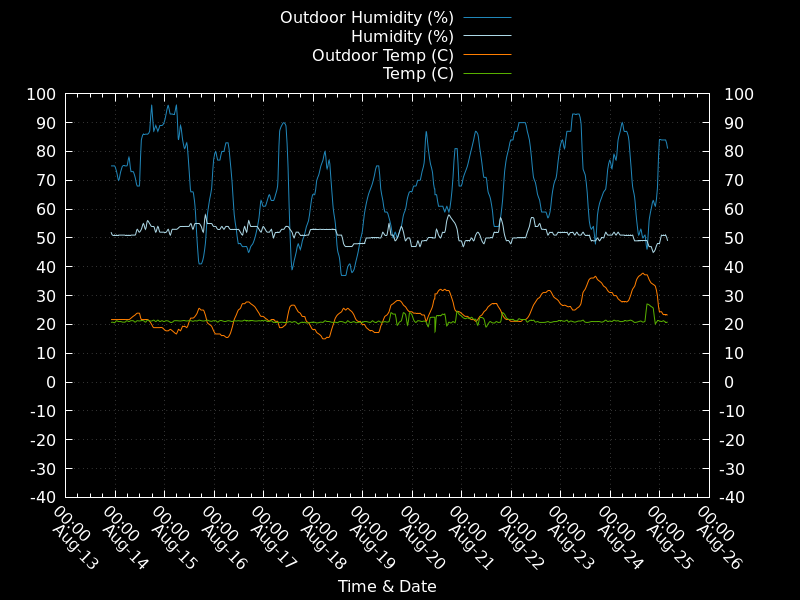 Outdoor Humidity (%)
Humidity (%)
Outdoor Temp (C)
Temp (C)
100 100
90 90
80 80
70 70
60 60
50 50
40 40
30 30
20 20
10 10
0 0
-10 -10
-20 -20
-30 -30
-40 -40
00:00 Aug-13
00:00 Aug-14
00:00 Aug-15
00:00 Aug-16
00:00 Aug-17
00:00 Aug-18
00:00 Aug-19
00:00 Aug-20
00:00 Aug-21
00:00 Aug-22
00:00 Aug-23
00:00 Aug-24
00:00 Aug-25
00:00 Aug-26
Time & Date